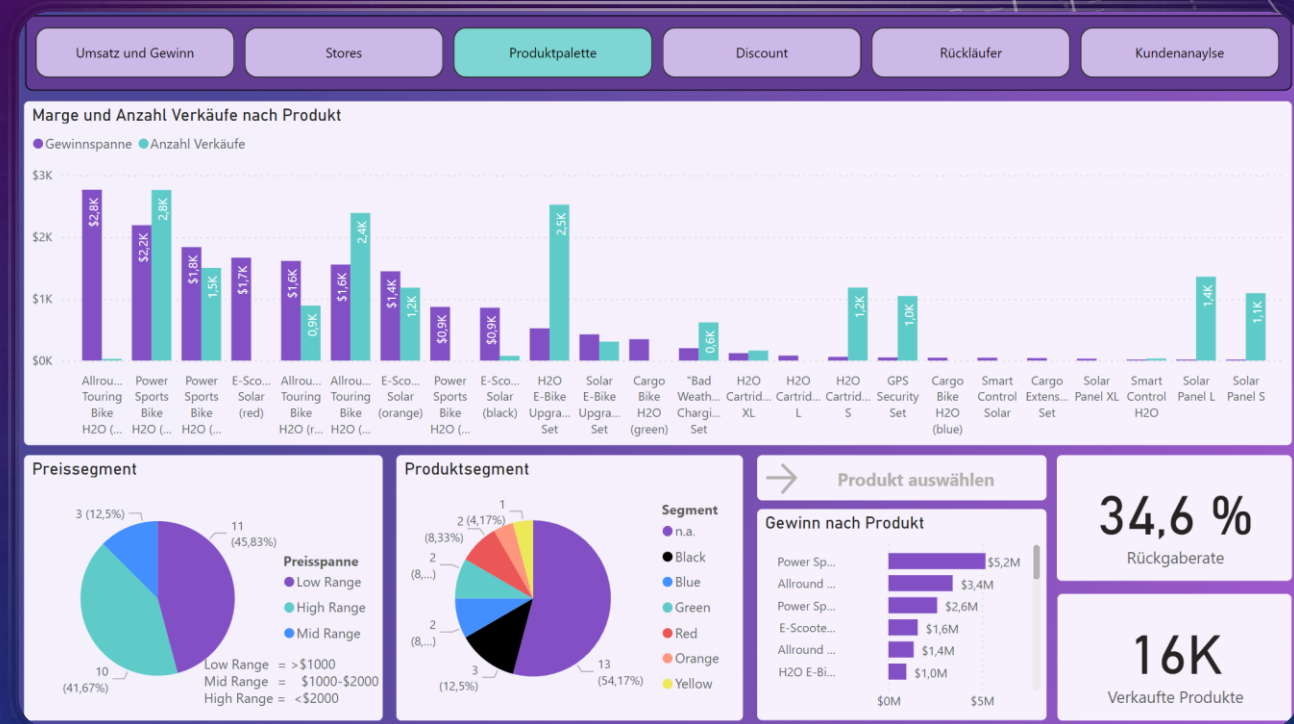 Umsatz und Gewinn
Stores
Produktpalette
Discount
Rückläufer
Kundenanaylse
Marge und Anzahl Verkäufe nach Produkt
Gewinnspanne Anzahl Verkäufe
$3K
$2K
$1K
$0K
$2,8K
$2,2K
2,8K
$1,8K
1,5K
$1,7K
$1,6K
0,9K
$1,6K
2,4K
$1,4K
1,2K
$0,9K
$0,9K
2,5K
0,6K
1,2K
1,0K
1,4K
1,1K
Allrou...
Touring
Bike
H2O (...
Power
Sports
Bike
H2O (...
Power
Sports
Bike
H2O (...
E-Sco...
Solar
(red)
Allrou...
Touring
Bike
H2O (r...
Allrou...
Touring
Bike
H2O (...
E-Sco...
Solar
(orange)
Power
Sports
Bike
H2O (...
E-Sco...
Solar
(black)
H2O
E-Bike
Upgra...
Set
Solar
E-Bike
Upgra...
Set
Cargo
Bike
H2O
(green)
"Bad
Weath...
Chargi...
Set
H2O
Cartrid...
XL
H2O
Cartrid...
L
H2O
Cartrid...
S
GPS
Security
Set
Cargo
Bike
H2O
(blue)
Smart
Control
Solar
Cargo
Extens...
Set
Solar
Panel XL
Smart
Control
H2O
Solar
Panel L
Solar
Panel S
Preissegment
3 (12,5%)
11
(45,83%)
10
(41,67%)
Preisspanne
Low Range
High Range
Mid Range
Low Range = >$1000
Mid Range = $1000-$2000
High Range = <$2000
Produktsegment
1
(4,17%)
2
(8,33%)
2
(8,...)
2
(8,...)
3
(12,5%)
13
(54,17%)
Segment
n.a.
Black
Blue
Green
Red
Orange
Yellow
Produkt auswählen
Gewinn nach Produkt
Power Sp... $5,2M
Allround ... $3,4M
Power Sp... $2,6M
E-Scoote... $1,6M
Allround ... $1,4M
H2O E-Bi... $1,0M
$0M $5M
34,6 %
Rückgaberate
16K
Verkaufte Produkte